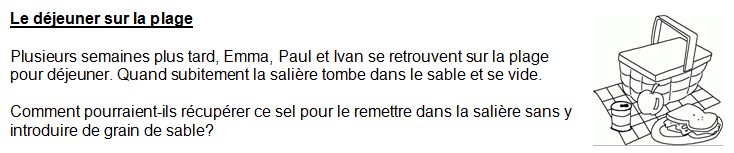 Le déjeuner sur la plage
Plusieurs semaines plus tard, Emma, Paul et Ivan se retrouvent sur la plage
pour déjeuner. Quand subitement la salière tombe dans le sable et se vide.
Comment pourraient-ils récupérer ce sel pour le remettre dans la salière sans y
introduire de grain de sable?